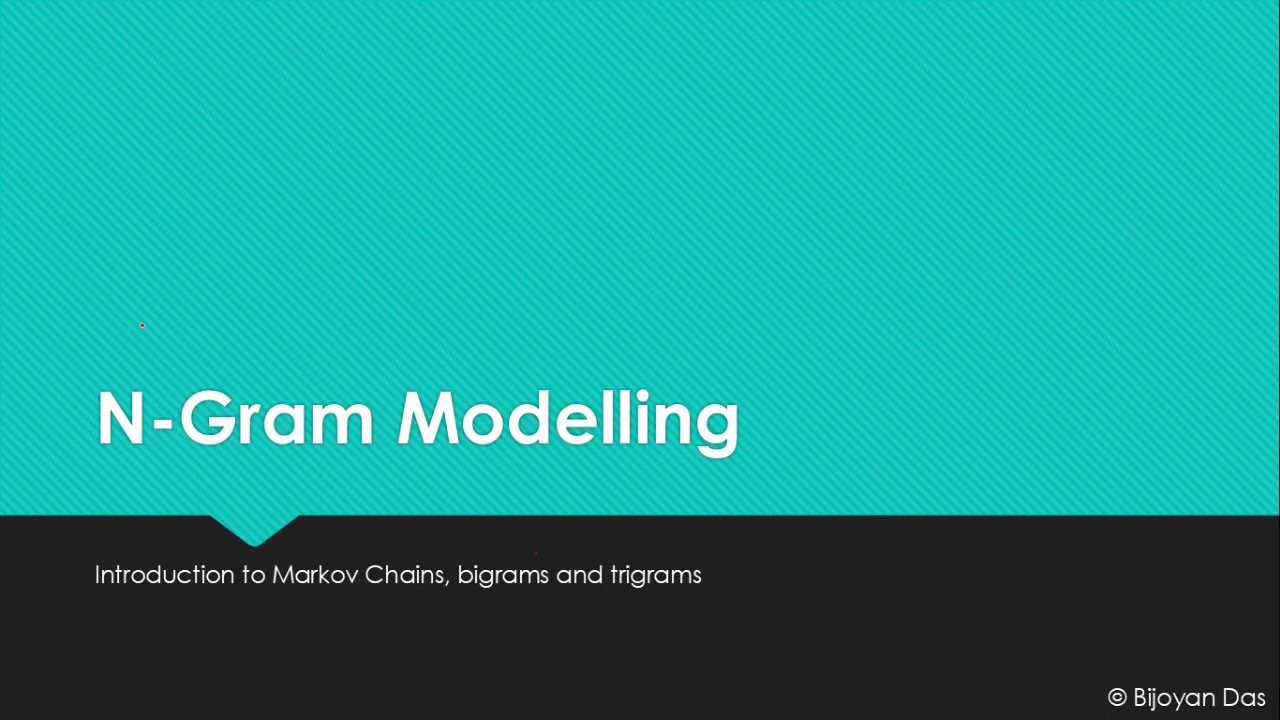 N-Gram Modelling
Introduction to Markov Chains, bigrams and trigrams
© Bijoyan Das